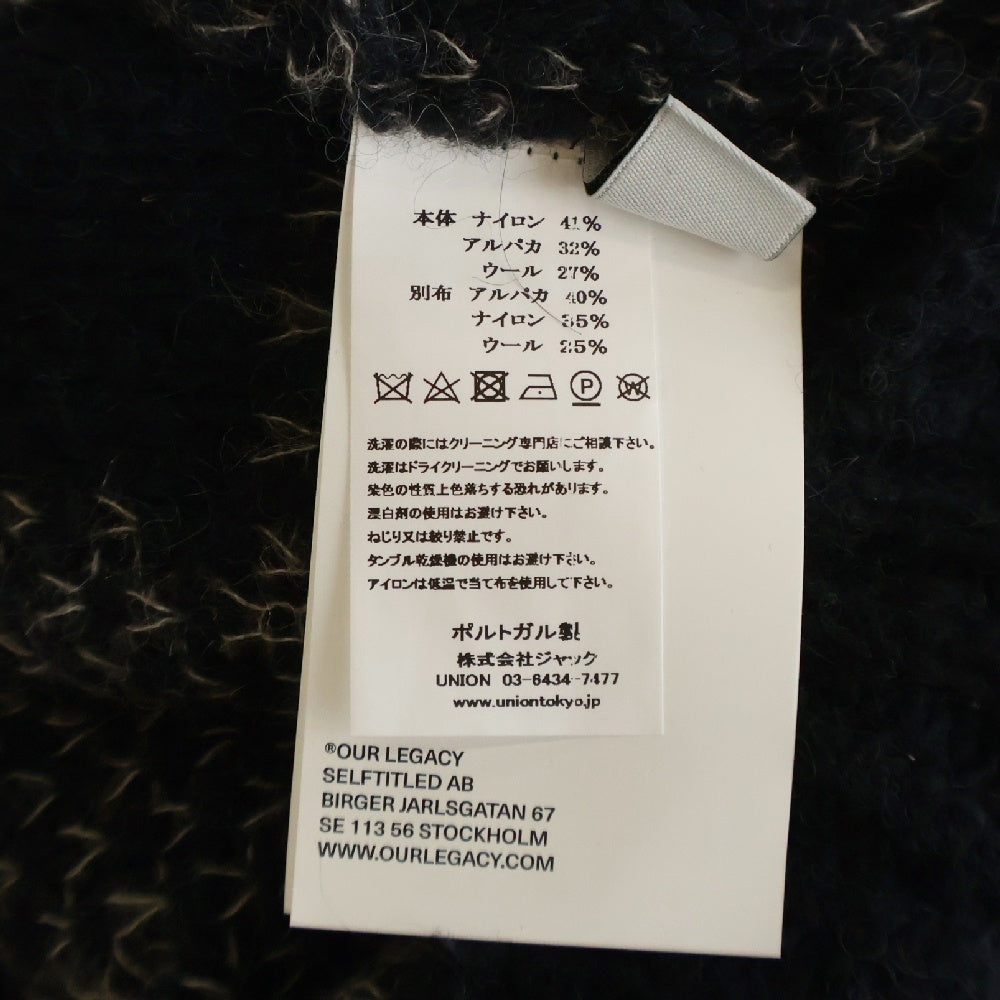 本体 ナイロン 41%
アルパカ 32%
ウール 27%
別布 アルパカ 40%
ナイロン 35%
ウール 25%
P
W
洗濯の際にはクリーニング専門店にご相談下さい。
洗濯はドライクリーニングでお願いします。
染色の性質上色落ちする恐れがあります。
漂白剤の使用はお避け下さい。
ねじり又は絞り禁止です。
タンブル乾燥機の使用はお避け下さい。
アイロンは低温で当て布を使用して下さい。
ポルトガル製
株式会社ジャック
UNION 03-6434-7477
www.uniontokyo.jp
®OUR LEGACY
SELFTITLED AB
BIRGER JARLSGATAN 67
SE 113 56 STOCKHOLM
WWW.OURLEGACY.COM